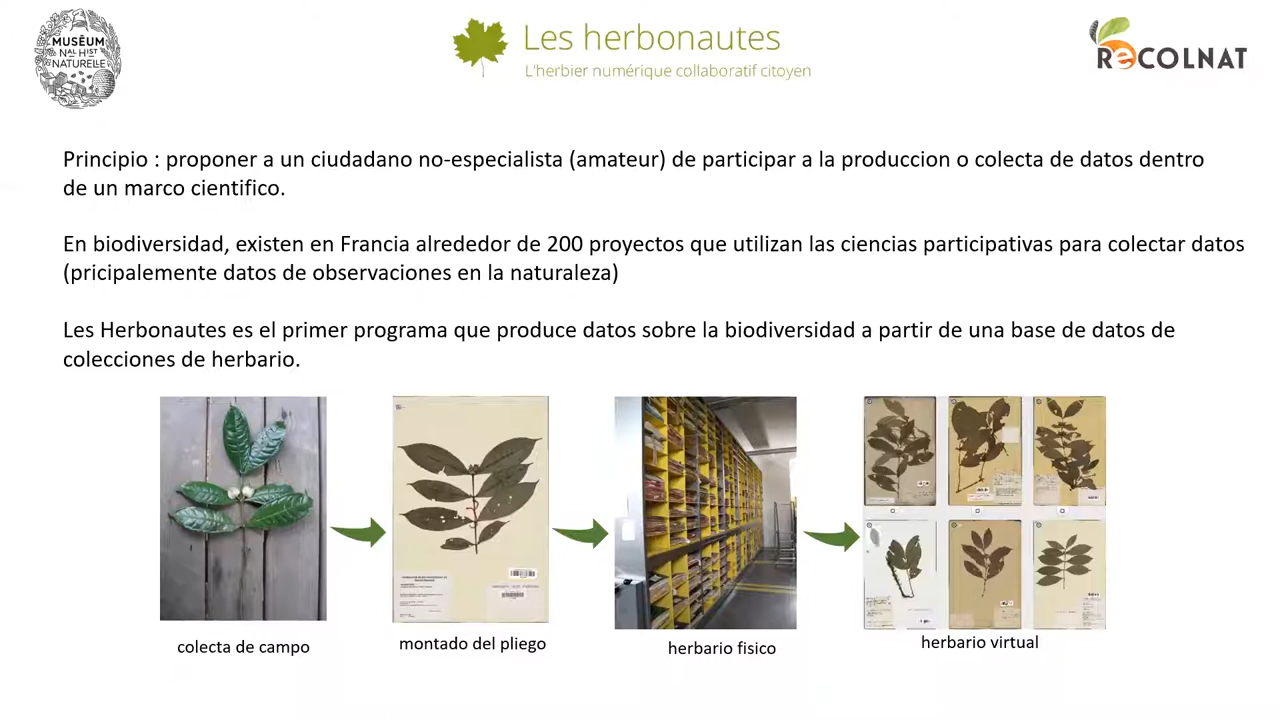 MUSĒUM
NAL HIST
NATURELLE
Les herbonautes
L'herbier numérique collaboratif citoyen
RECOLNAT
Principio : proponer a un ciudadano no-especialista (amateur) de participar a la produccion o colecta de datos dentro
de un marco cientifico.
En biodiversidad, existen en Francia alrededor de 200 proyectos que utilizan las ciencias participativas para colectar datos
(pricipalemente datos de observaciones en la naturaleza)
Les Herbonautes es el primer programa que produce datos sobre la biodiversidad a partir de una base de datos de
colecciones de herbario.
colecta de campo
montado del pliego
herbario fisico
herbario virtual